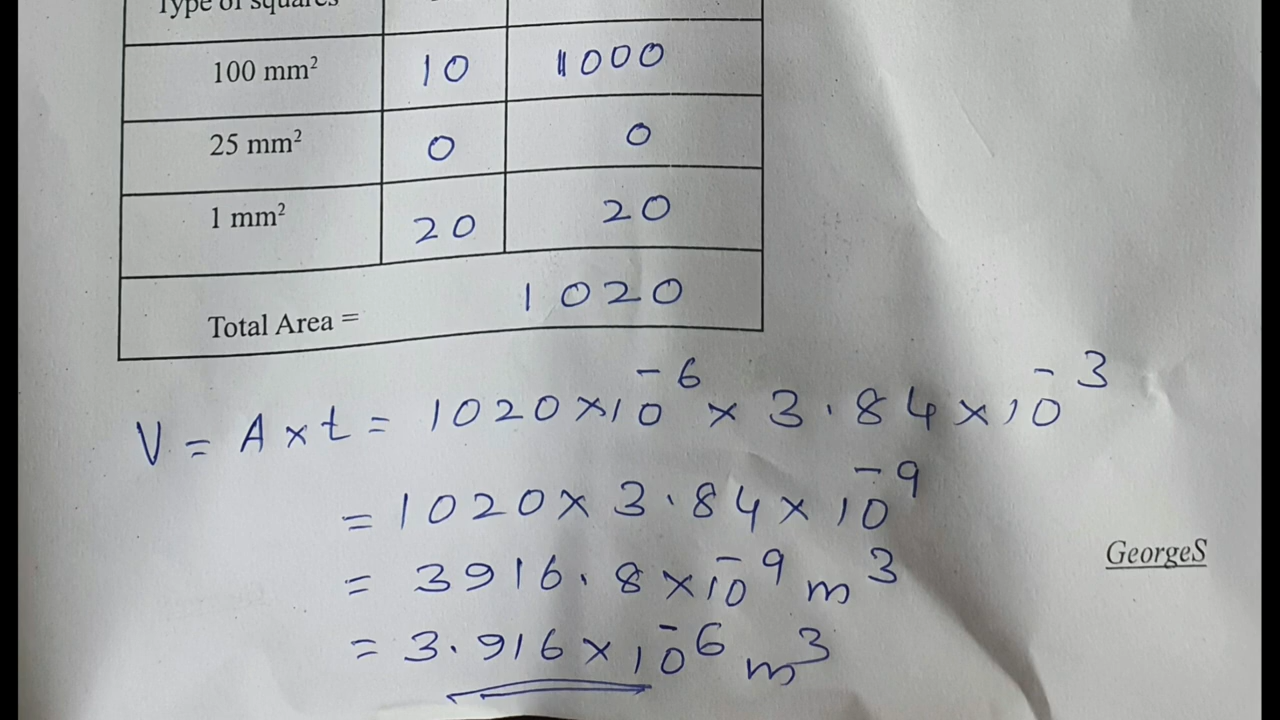 Type of squares
100 mm² 10 1000
25 mm² 0 0
1 mm² 20 20
Total Area = 1020
V = A × t = 1020 × 10⁻⁶ × 3.84 × 10⁻³
= 1020 × 3.84 × 10⁻⁹
GeorgeS
= 3916.8 × 10⁻⁹ m³
= 3.916 × 10⁻⁶ m³